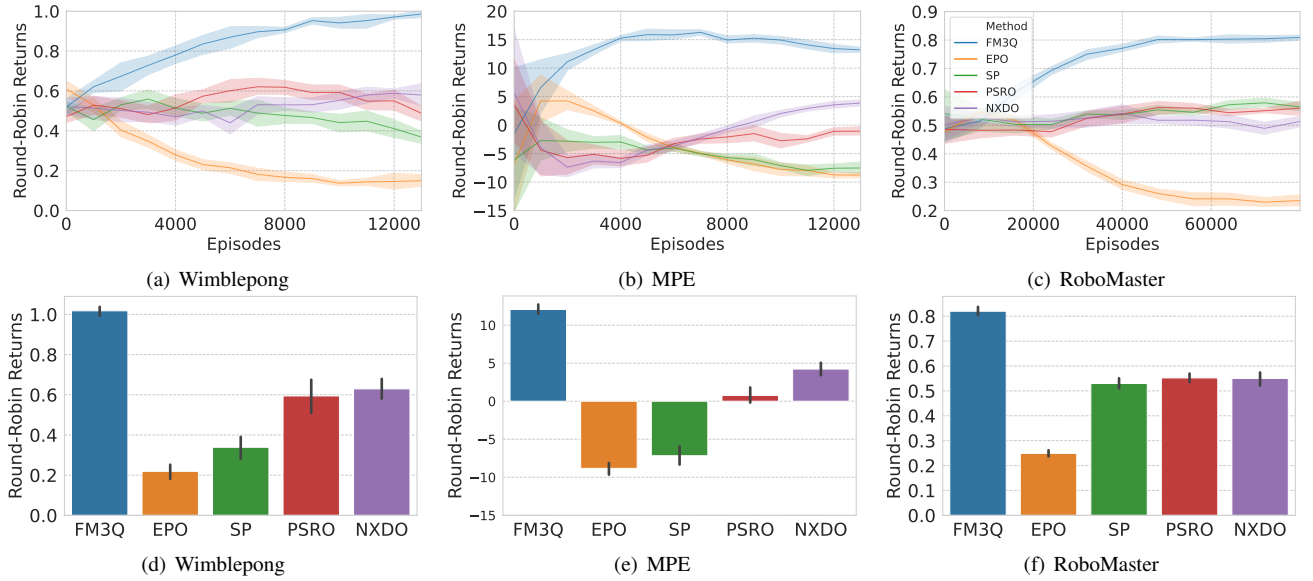 1.0
0.8
0.6
0.4
0.2
0.0
Round-Robin Returns
0
4000
8000
12000
Episodes
(a) Wimblepong
20
15
10
5
0
−5
−10
−15
Round-Robin Returns
0
4000
8000
12000
Episodes
(b) MPE
0.9
0.8
0.7
0.6
0.5
0.4
0.3
0.2
Round-Robin Returns
Method
FM3Q
EPO
SP
PSRO
NXDO
0
20000
40000
60000
Episodes
(c) RoboMaster
1.0
0.8
0.6
0.4
0.2
0.0
Round-Robin Returns
FM3Q EPO SP PSRO NXDO
(d) Wimblepong
10
5
0
−5
−10
−15
Round-Robin Returns
FM3Q EPO SP PSRO NXDO
(e) MPE
0.8
0.7
0.6
0.5
0.4
0.3
0.2
0.1
0.0
Round-Robin Returns
FM3Q EPO SP PSRO NXDO
(f) RoboMaster